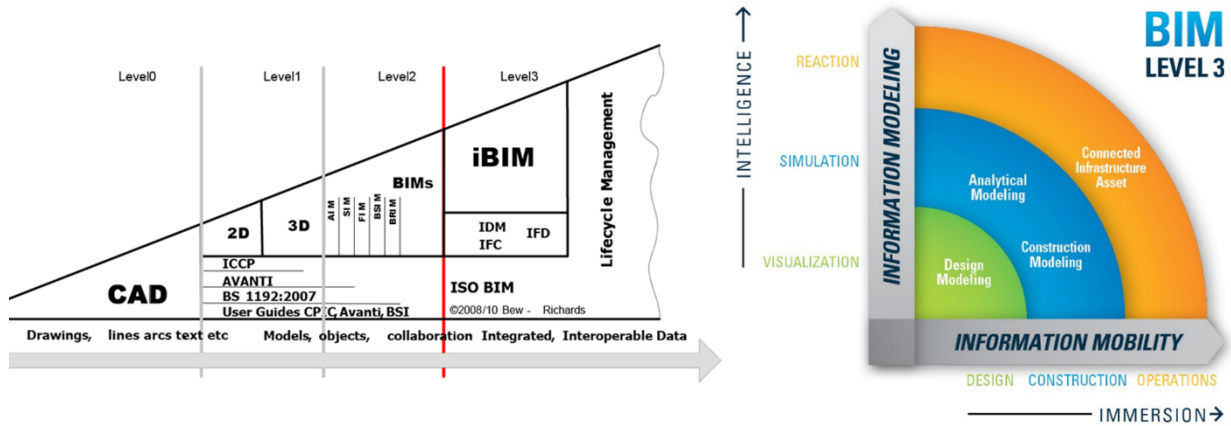 Level0
Level1
Level2
Level3
iBIM
BIMs
AIM
SIM
FIM
BSIM
BRIM
2D
3D
IDM
IFC
IFD
Lifecycle Management
CAD
ICCP
AVANTI
BS 1192:2007
User Guides CPIC, Avanti, BSI
ISO BIM
©2008/10 Bew - Richards
Drawings, lines arcs text etc Models, objects, collaboration Integrated, Interoperable Data
BIM
LEVEL 3
INTELLIGENCE
REACTION
SIMULATION
VISUALIZATION
INFORMATION MODELING
Connected
Infrastructure
Asset
Analytical
Modeling
Construction
Modeling
Design
Modeling
INFORMATION MOBILITY
DESIGN CONSTRUCTION OPERATIONS
IMMERSION